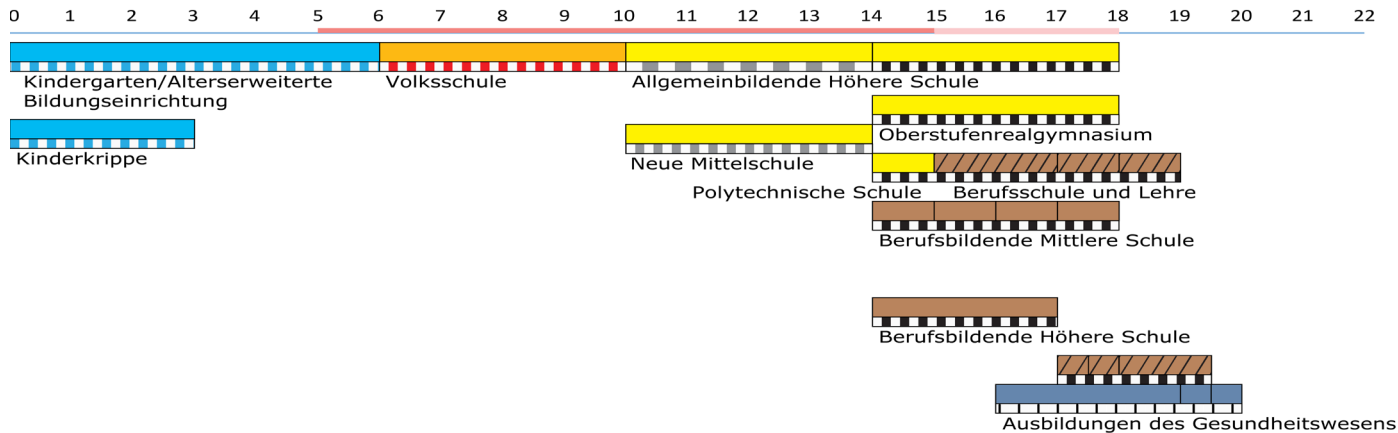 0 1 2 3 4 5 6 7 8 9 10 11 12 13 14 15 16 17 18 19 20 21 22
Kindergarten/Alterserweiterte
Bildungseinrichtung
Volksschule
Allgemeinbildende Höhere Schule
Kinderkrippe
Oberstufenrealgymnasium
Neue Mittelschule
Polytechnische Schule
Berufsschule und Lehre
Berufsbildende Mittlere Schule
Berufsbildende Höhere Schule
Ausbildungen des Gesundheitswesens